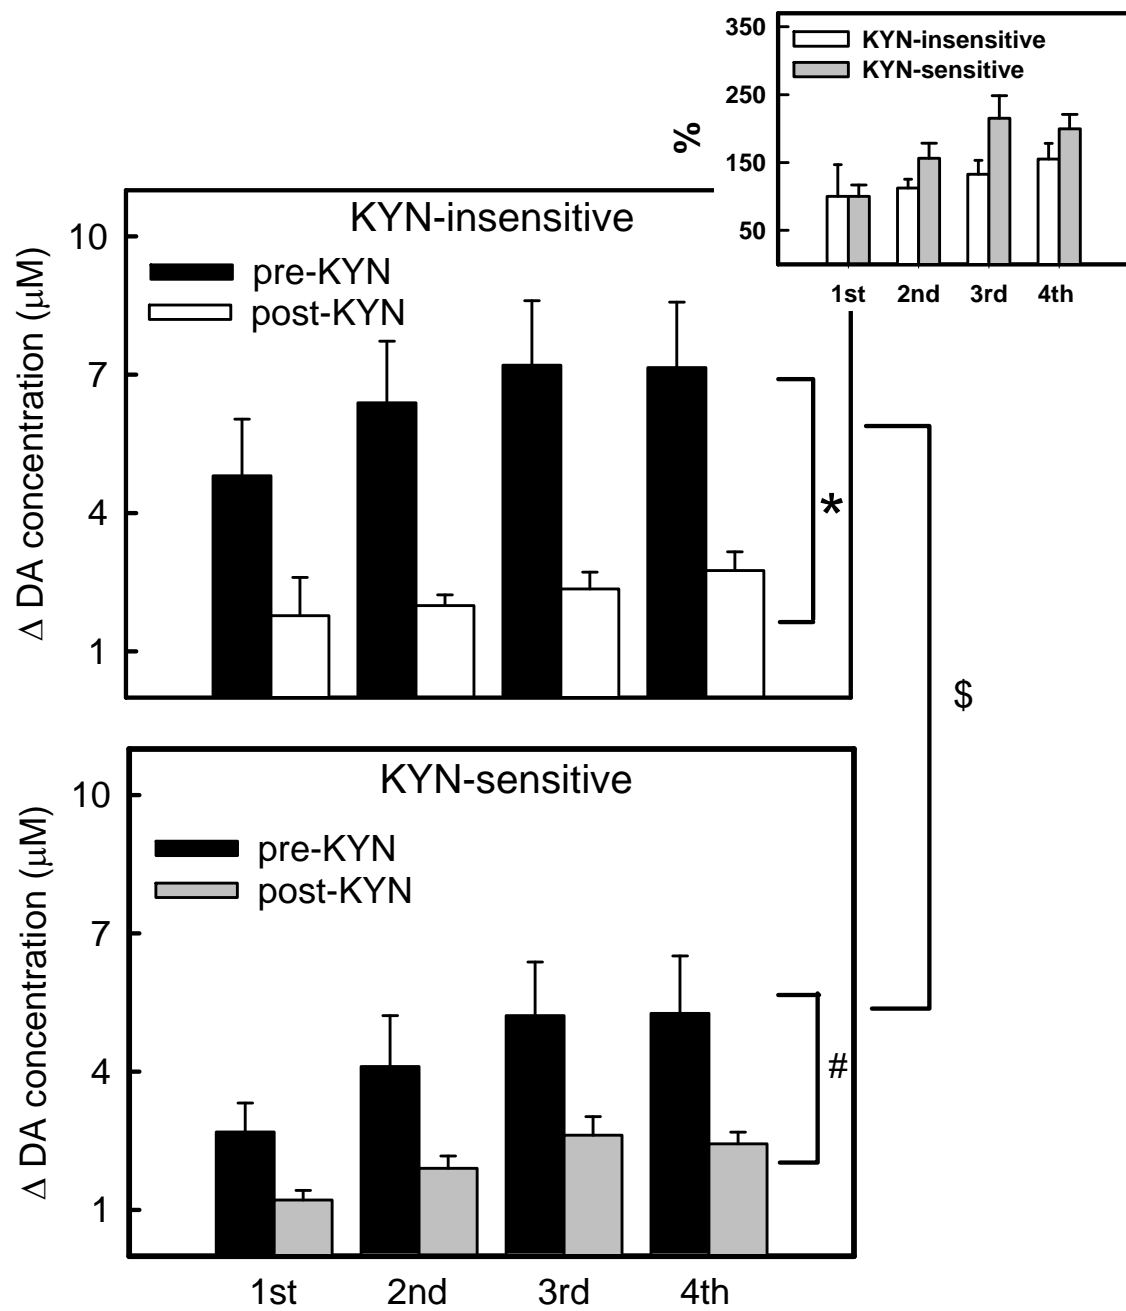 350
250
150
50
%
KYN-insensitive
KYN-sensitive
1st 2nd 3rd 4th
KYN-insensitive
pre-KYN
post-KYN
10
7
4
1
Δ DA concentration (μM)
*
$
KYN-sensitive
pre-KYN
post-KYN
10
7
4
1
Δ DA concentration (μM)
#
1st 2nd 3rd 4th